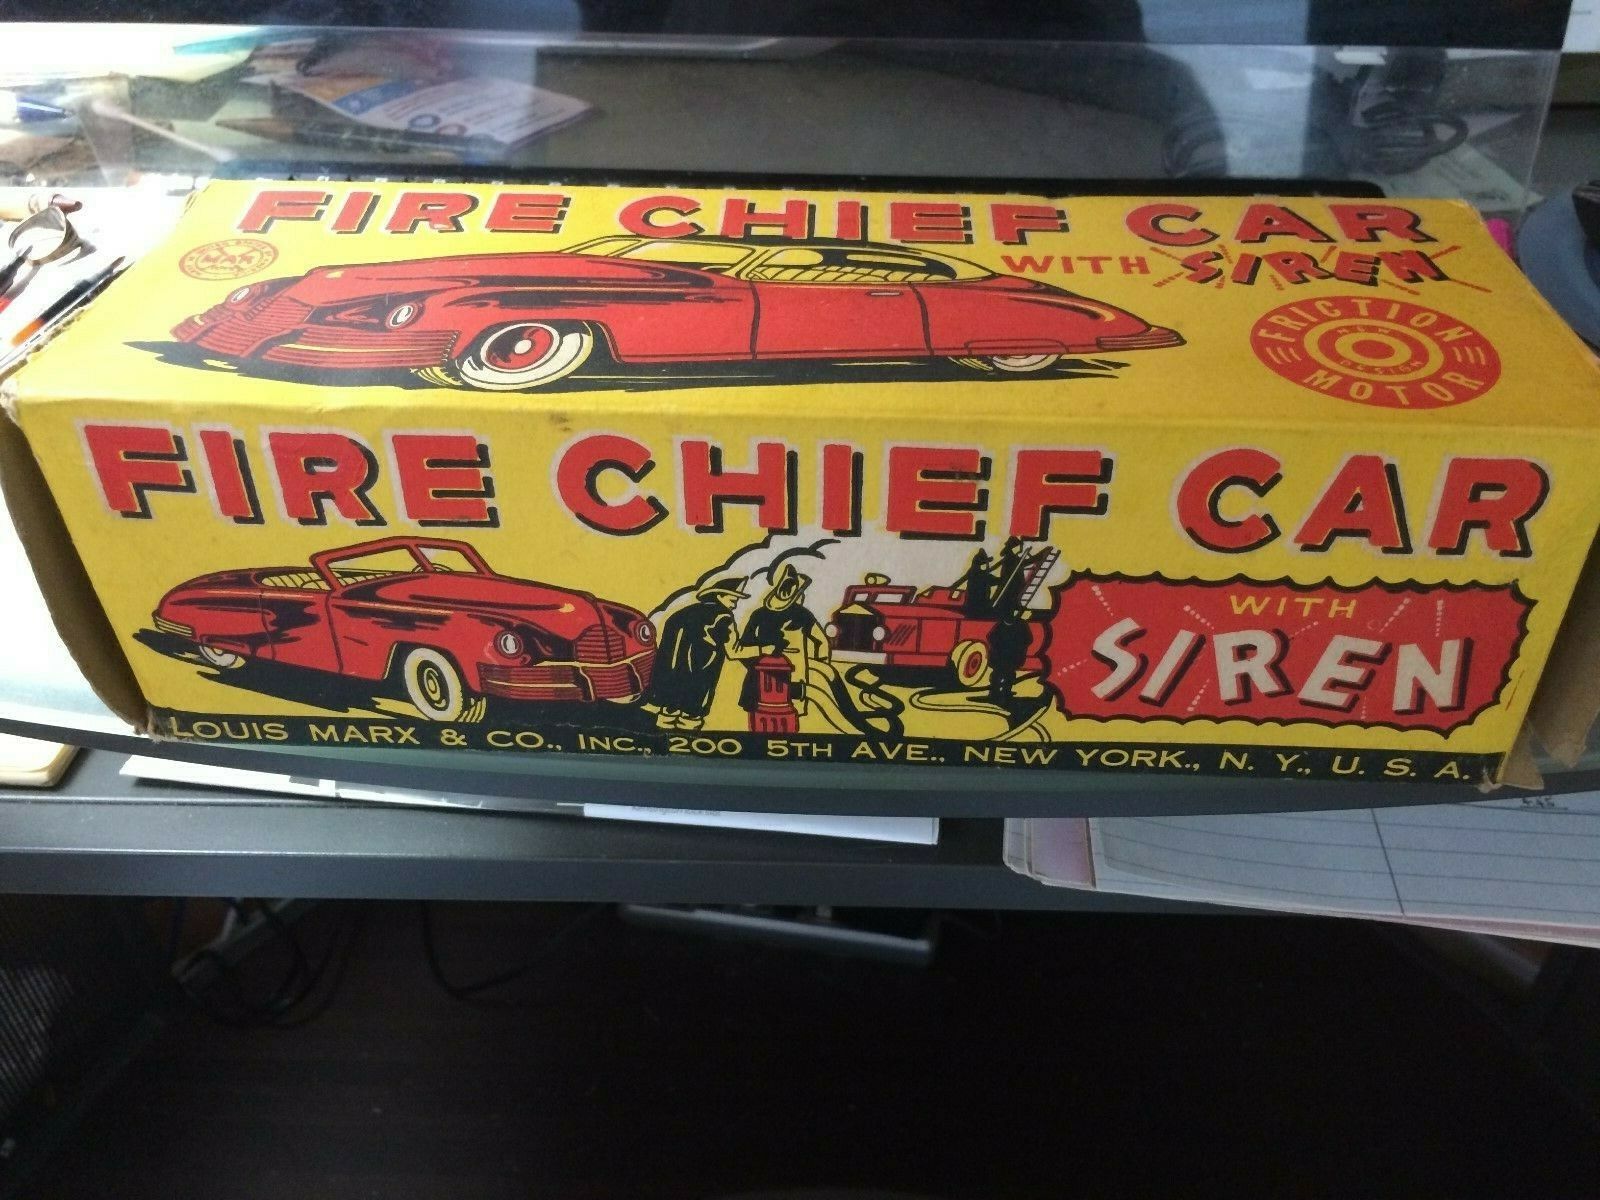 FIRE CHIEF CAR
WITH SIREN
MAR
FRICTION
MOTOR
FIRE CHIEF CAR
WITH
SIREN
LOUIS MARX & CO., INC., 200 5TH AVE., NEW YORK., N. Y., U. S. A.